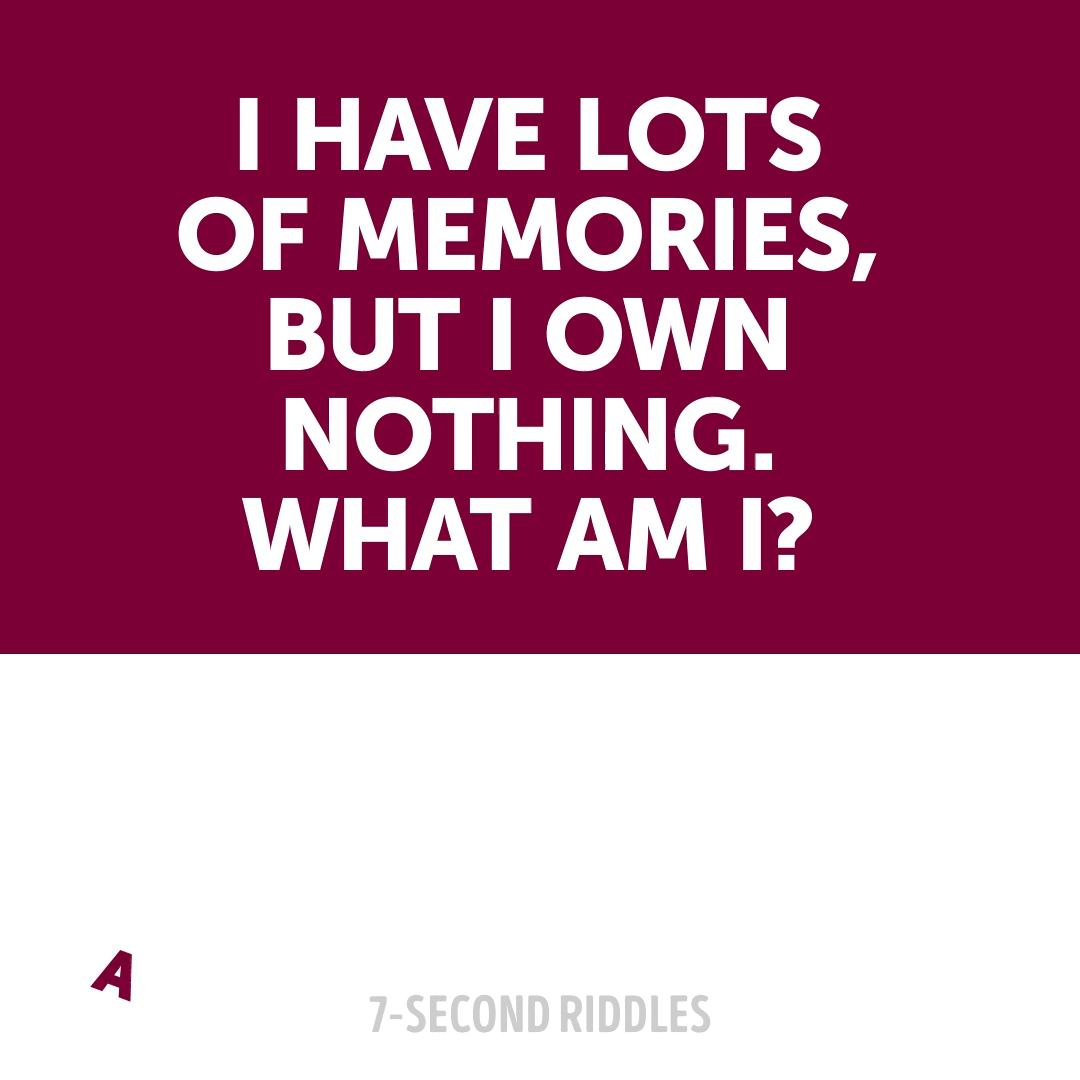 I HAVE LOTS
OF MEMORIES,
BUT I OWN
NOTHING.
WHAT AM I?
A
7-SECOND RIDDLES